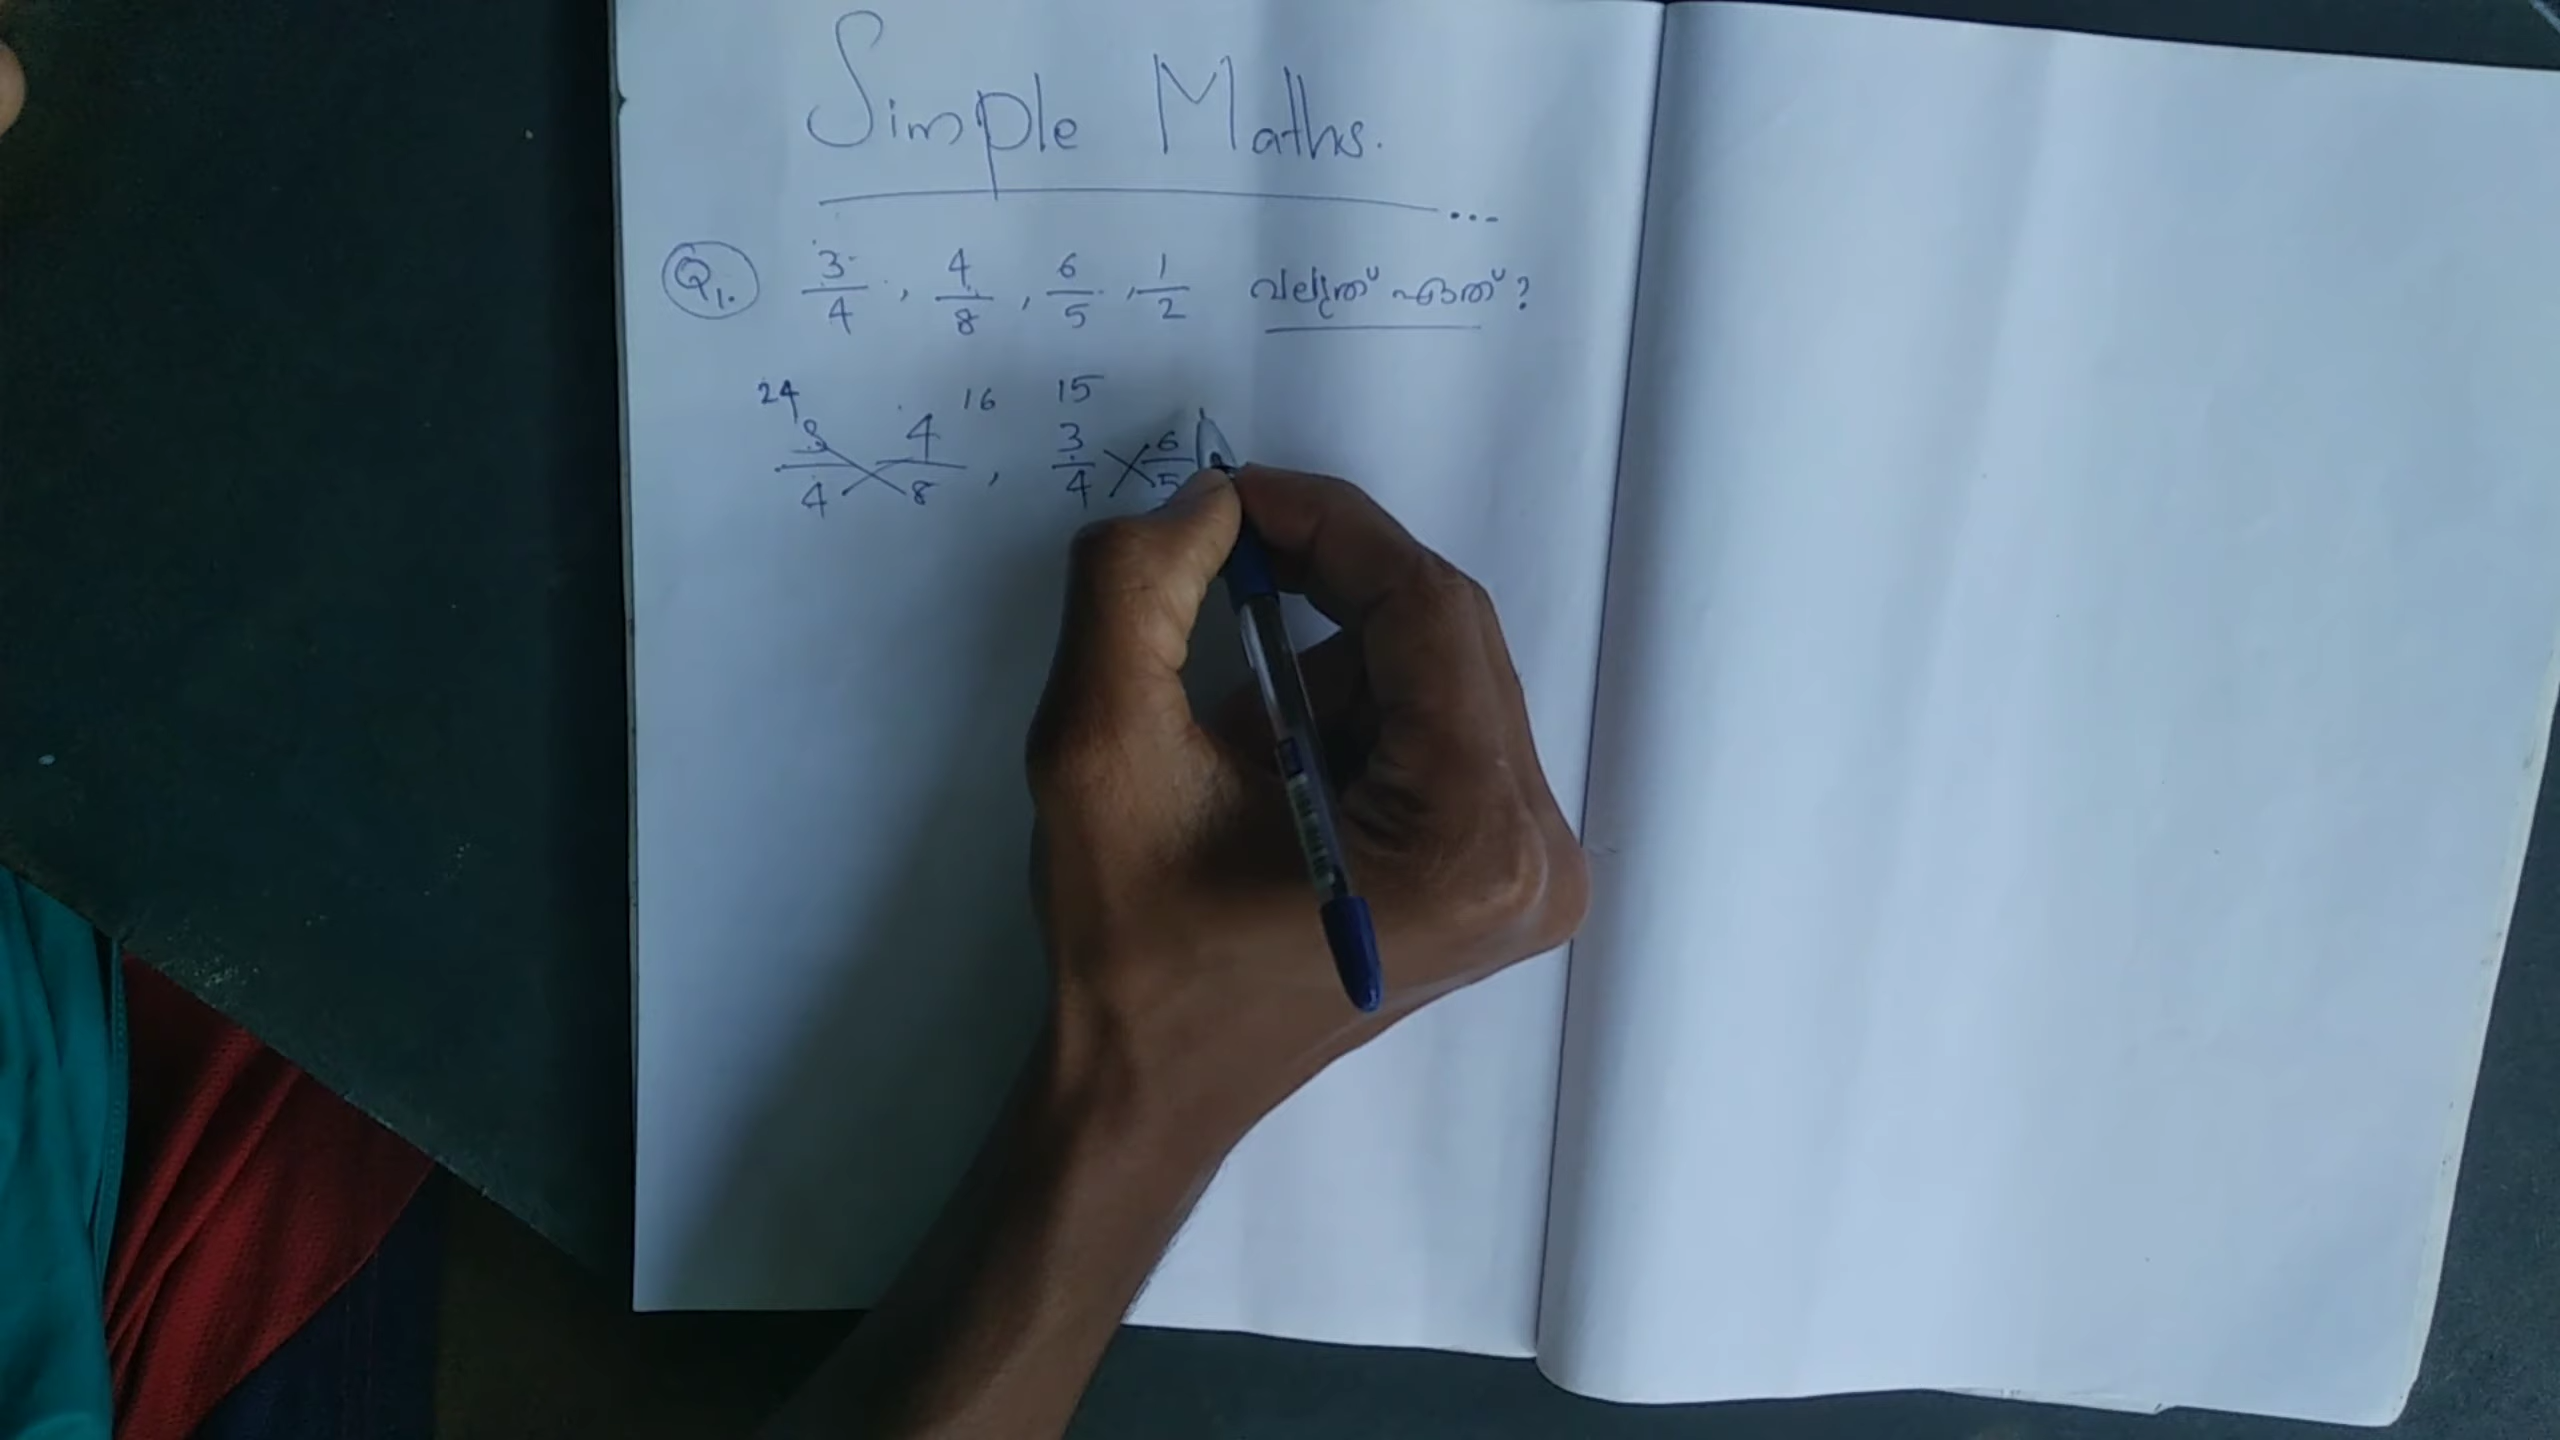 Simple Maths.
...
Q1. 3/4, 4/8, 6/5, 1/2 വല്യത് ഏത്?
24 16 15
3/4 4/8, 3/4 6/5